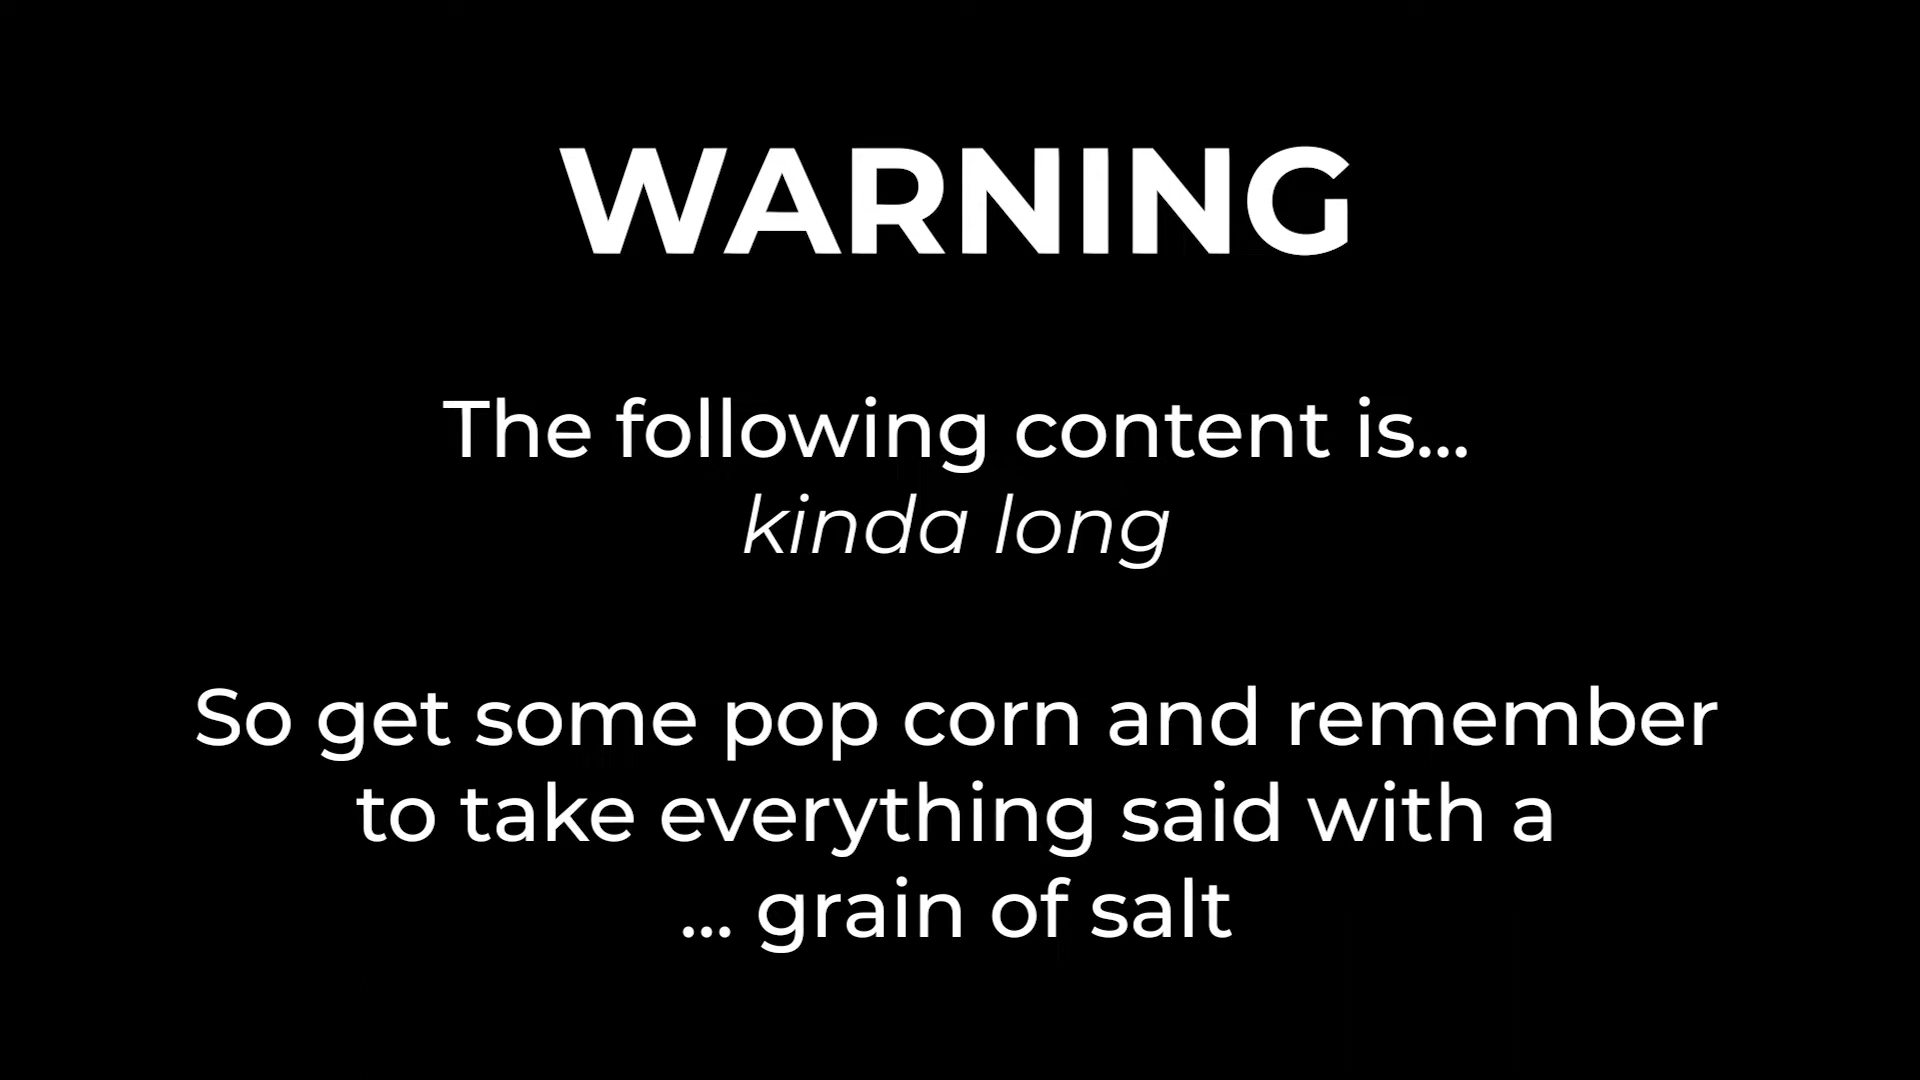 WARNING
The following content is...
kinda long
So get some pop corn and remember
to take everything said with a
... grain of salt